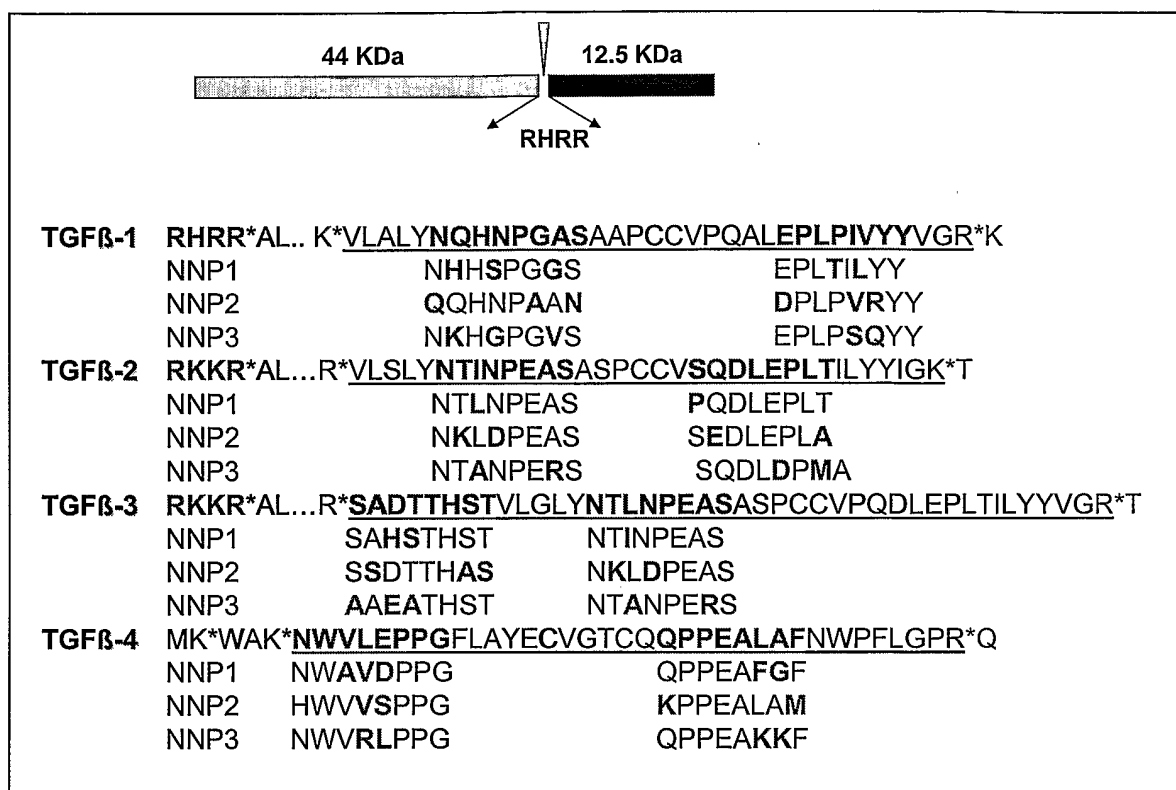 44 KDa 12.5 KDa
RHRR
TGFß-1 RHRR*AL.. K*VLALYNQHNPGASAAPCCVPQALEPLPIVYYVGR*K
NNP1 NHHSPGGS EPLTILYY
NNP2 QQHNPAAN DPLPVRYY
NNP3 NKHGPGVS EPLPSQYY
TGFß-2 RKKR*AL...R*VLSLYNTINPEASASPCCVSQDLEPLTILYYIGK*T
NNP1 NTLNPEAS PQDLEPLT
NNP2 NKLDPEAS SEDLEPLA
NNP3 NTANPERS SQDLDPMA
TGFß-3 RKKR*AL...R*SADTTHSTVLGLYNTLNPEASASPCCVPQDLEPLTILYYVGR*T
NNP1 SAHSTHST NTINPEAS
NNP2 SSDTTHAS NKLDPEAS
NNP3 AAEATHST NTANPERS
TGFß-4 MK*WAK*NWVLEPPGFLAYECVGTCQQPPEALAFNWPFLGPR*Q
NNP1 NWAVDPPG QPPEAFGF
NNP2 HWVVSPPG KPPEALAM
NNP3 NWVRLPPG QPPEAKKF